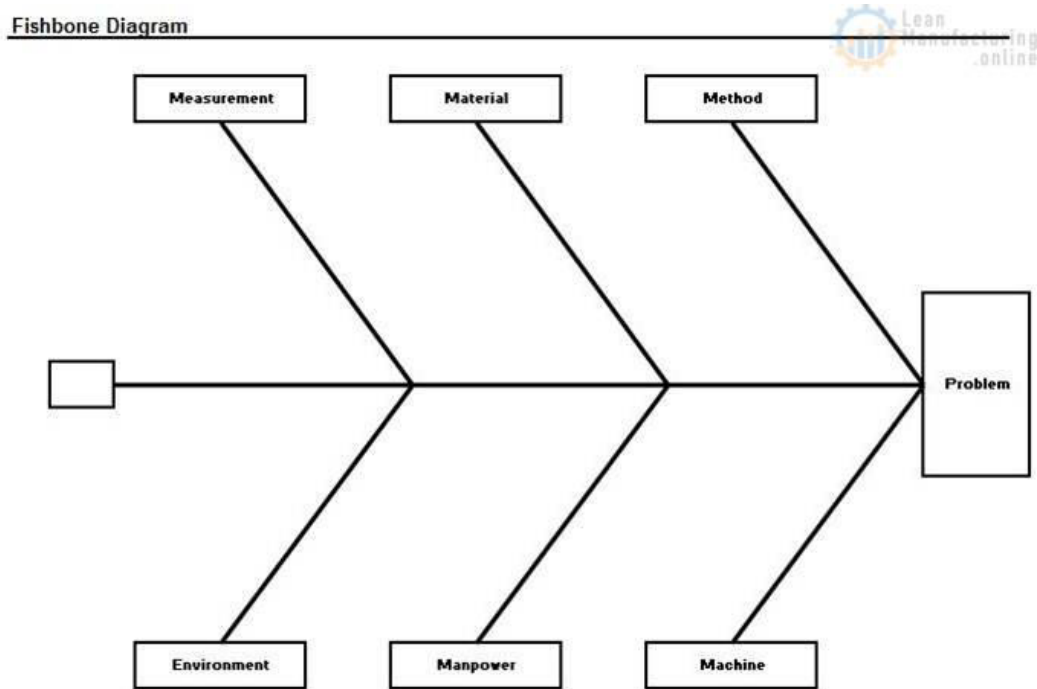 Fishbone Diagram
Lean
Manufacturing
.online
Measurement
Material
Method
Problem
Environment
Manpower
Machine